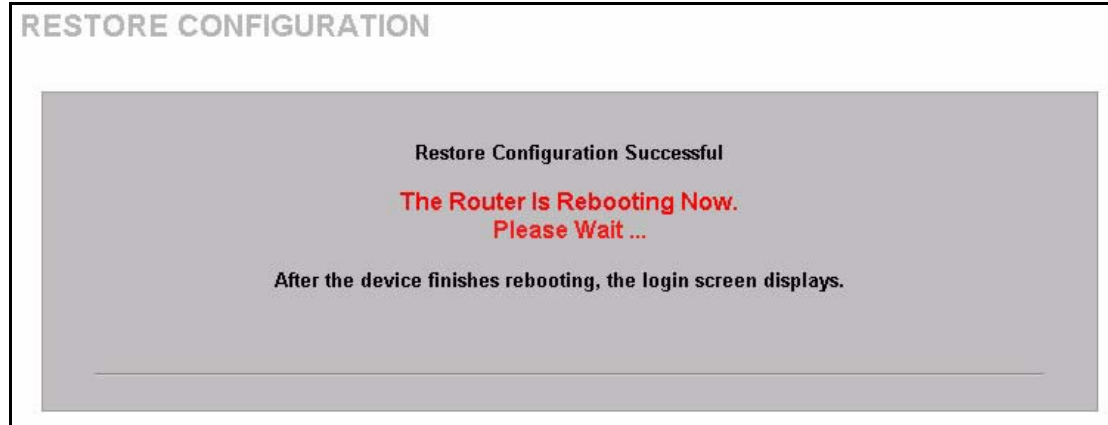 RESTORE CONFIGURATION
Restore Configuration Successful
The Router Is Rebooting Now.
Please Wait ...
After the device finishes rebooting, the login screen displays.